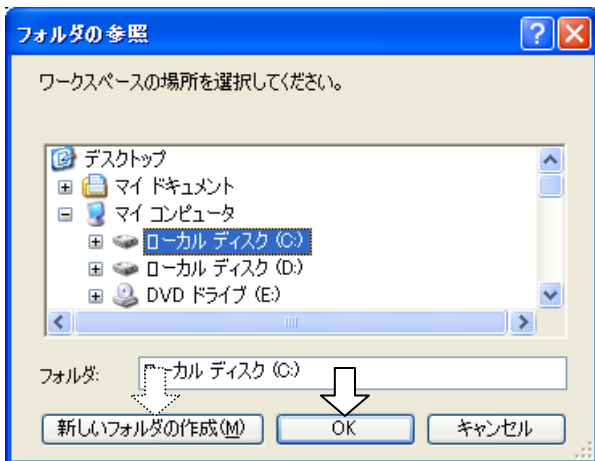 フォルダの参照
ワークスペースの場所を選択してください。
デスクトップ
マイ ドキュメント
マイ コンピュータ
ローカル ディスク (C:)
ローカル ディスク (D:)
DVD ドライブ (E:)
フォルダ: ローカル ディスク (C:)
新しいフォルダの作成(M) OK キャンセル